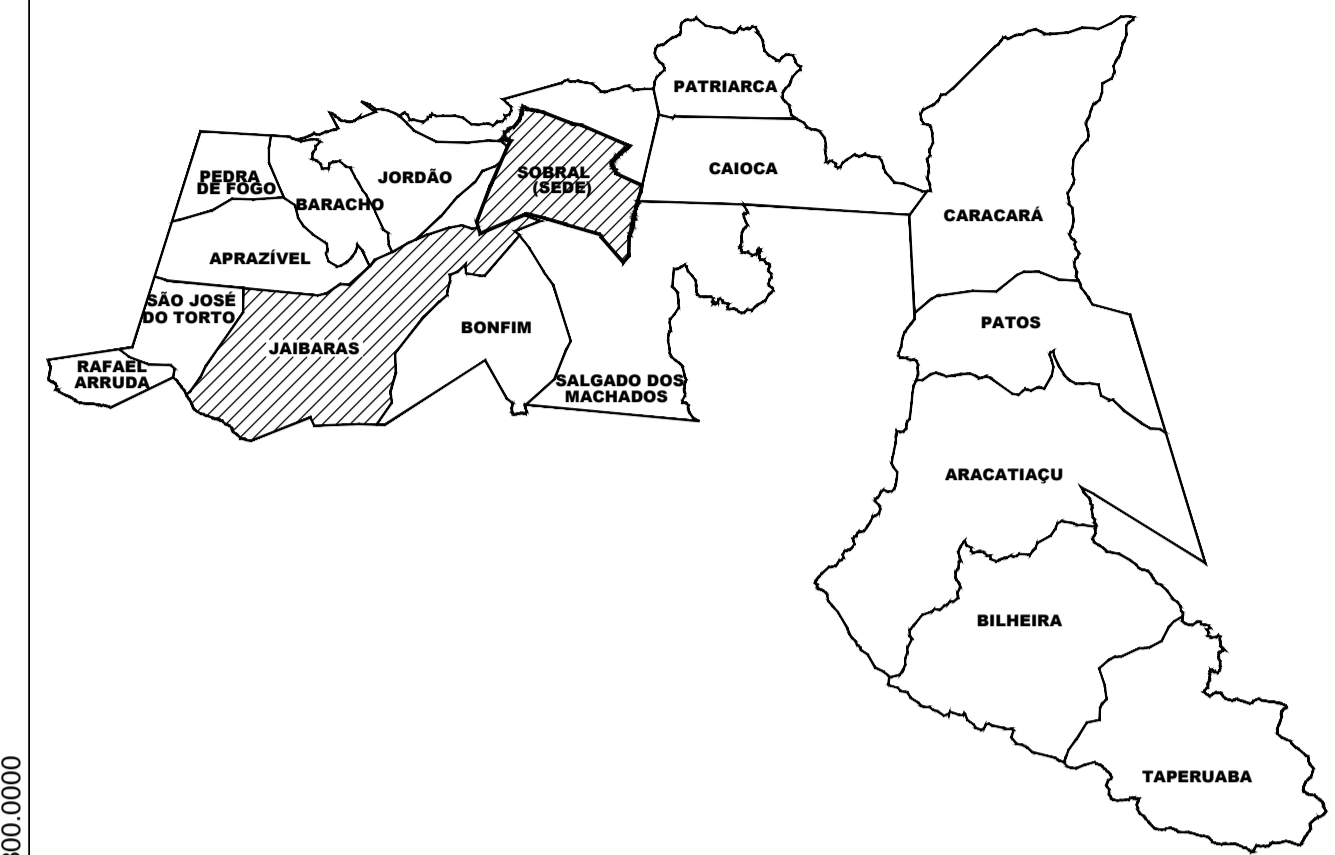 PATRIARCA
CAIOCA
SOBRAL
(SEDE)
PEDRA
DE FOGO
JORDÃO
BARACHO
CARACARÁ
APRAZÍVEL
SÃO JOSÉ
DO TORTO
PATOS
BONFIM
JAIBARAS
RAFAEL
ARRUDA
SALGADO DOS
MACHADOS
ARACATIAÇU
BILHEIRA
TAPERUABA
300.0000